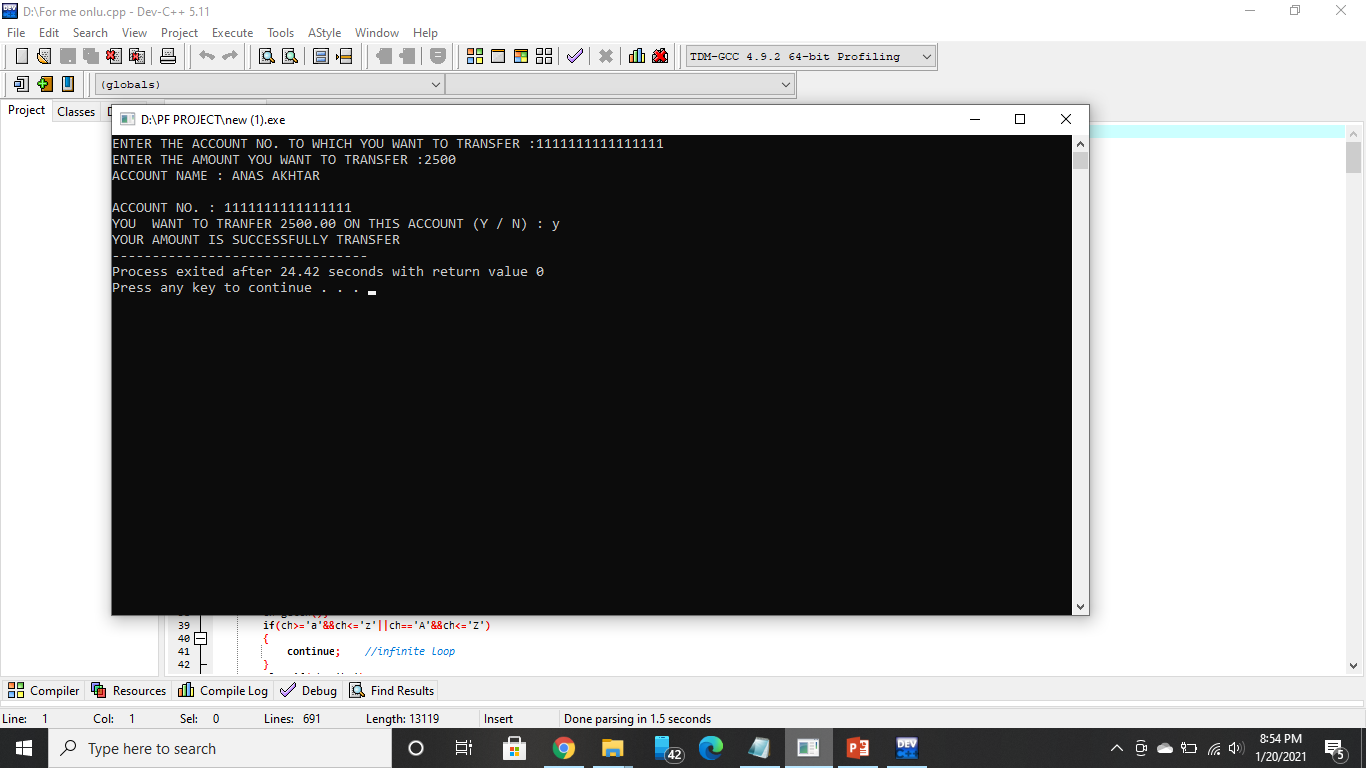 D:\For me onlu.cpp - Dev-C++ 5.11
File Edit Search View Project Execute Tools AStyle Window Help
TDM-GCC 4.9.2 64-bit Profiling
(globals)
Project Classes
D:\PF PROJECT\new (1).exe
ENTER THE ACCOUNT NO. TO WHICH YOU WANT TO TRANSFER :1111111111111111
ENTER THE AMOUNT YOU WANT TO TRANSFER :2500
ACCOUNT NAME : ANAS AKHTAR
ACCOUNT NO. : 1111111111111111
YOU  WANT TO TRANFER 2500.00 ON THIS ACCOUNT (Y / N) : y
YOUR AMOUNT IS SUCCESSFULLY TRANSFER
--------------------------------
Process exited after 24.42 seconds with return value 0
Press any key to continue . . .
39 if(ch>='a'&&ch<='z'||ch=='A'&&ch<='Z')
40 {
41 continue; //infinite loop
42 }
Compiler Resources Compile Log Debug Find Results
Line: 1 Col: 1 Sel: 0 Lines: 691 Length: 13119 Insert Done parsing in 1.5 seconds
Type here to search
42
DEV
8:54 PM
1/20/2021
5